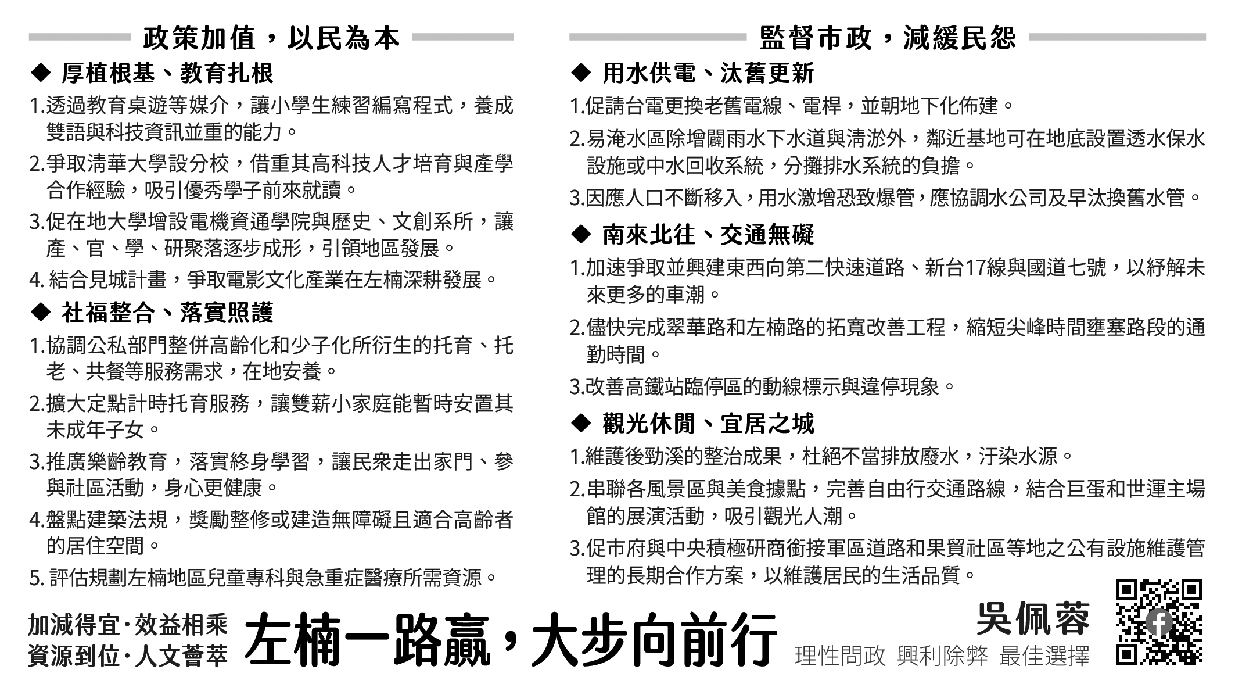 政策加值，以民為本
◆ 厚植根基、教育扎根
1.透過教育桌遊等媒介，讓小學生練習編寫程式，養成
雙語與科技資訊並重的能力。
2.爭取清華大學設分校，借重其高科技人才培育與產學
合作經驗，吸引優秀學子前來就讀。
3.促在地大學增設電機資通學院與歷史、文創系所，讓
產、官、學、研聚落逐步成形，引領地區發展。
4. 結合見城計畫，爭取電影文化產業在左楠深耕發展。
◆ 社福整合、落實照護
1.協調公私部門整併高齡化和少子化所衍生的托育、托
老、共餐等服務需求，在地安養。
2.擴大定點計時托育服務，讓雙薪小家庭能暫時安置其
未成年子女。
3.推廣樂齡教育，落實終身學習，讓民眾走出家門、參
與社區活動，身心更健康。
4.盤點建築法規，獎勵整修或建造無障礙且適合高齡者
的居住空間。
5. 評估規劃左楠地區兒童專科與急重症醫療所需資源。
監督市政，減緩民怨
◆ 用水供電、汰舊更新
1.促請台電更換老舊電線、電桿，並朝地下化佈建。
2.易淹水區除增闢雨水下水道與清淤外，鄰近基地可在地底設置透水保水
設施或中水回收系統，分攤排水系統的負擔。
3.因應人口不斷移入，用水激增恐致爆管，應協調水公司及早汰換舊水管。
◆ 南來北往、交通無礙
1.加速爭取並興建東西向第二快速道路、新台17線與國道七號，以紓解未
來更多的車潮。
2.儘快完成翠華路和左楠路的拓寬改善工程，縮短尖峰時間壅塞路段的通
勤時間。
3.改善高鐵站臨停區的動線標示與違停現象。
◆ 觀光休閒、宜居之城
1.維護後勁溪的整治成果，杜絕不當排放廢水，汙染水源。
2.串聯各風景區與美食據點，完善自由行交通路線，結合巨蛋和世運主場
館的展演活動，吸引觀光人潮。
3.促市府與中央積極研商銜接軍區道路和果貿社區等地之公有設施維護管
理的長期合作方案，以維護居民的生活品質。
加減得宜·效益相乘
資源到位·人文薈萃
左楠一路贏，大步向前行
吳佩蓉
理性問政 興利除弊 最佳選擇